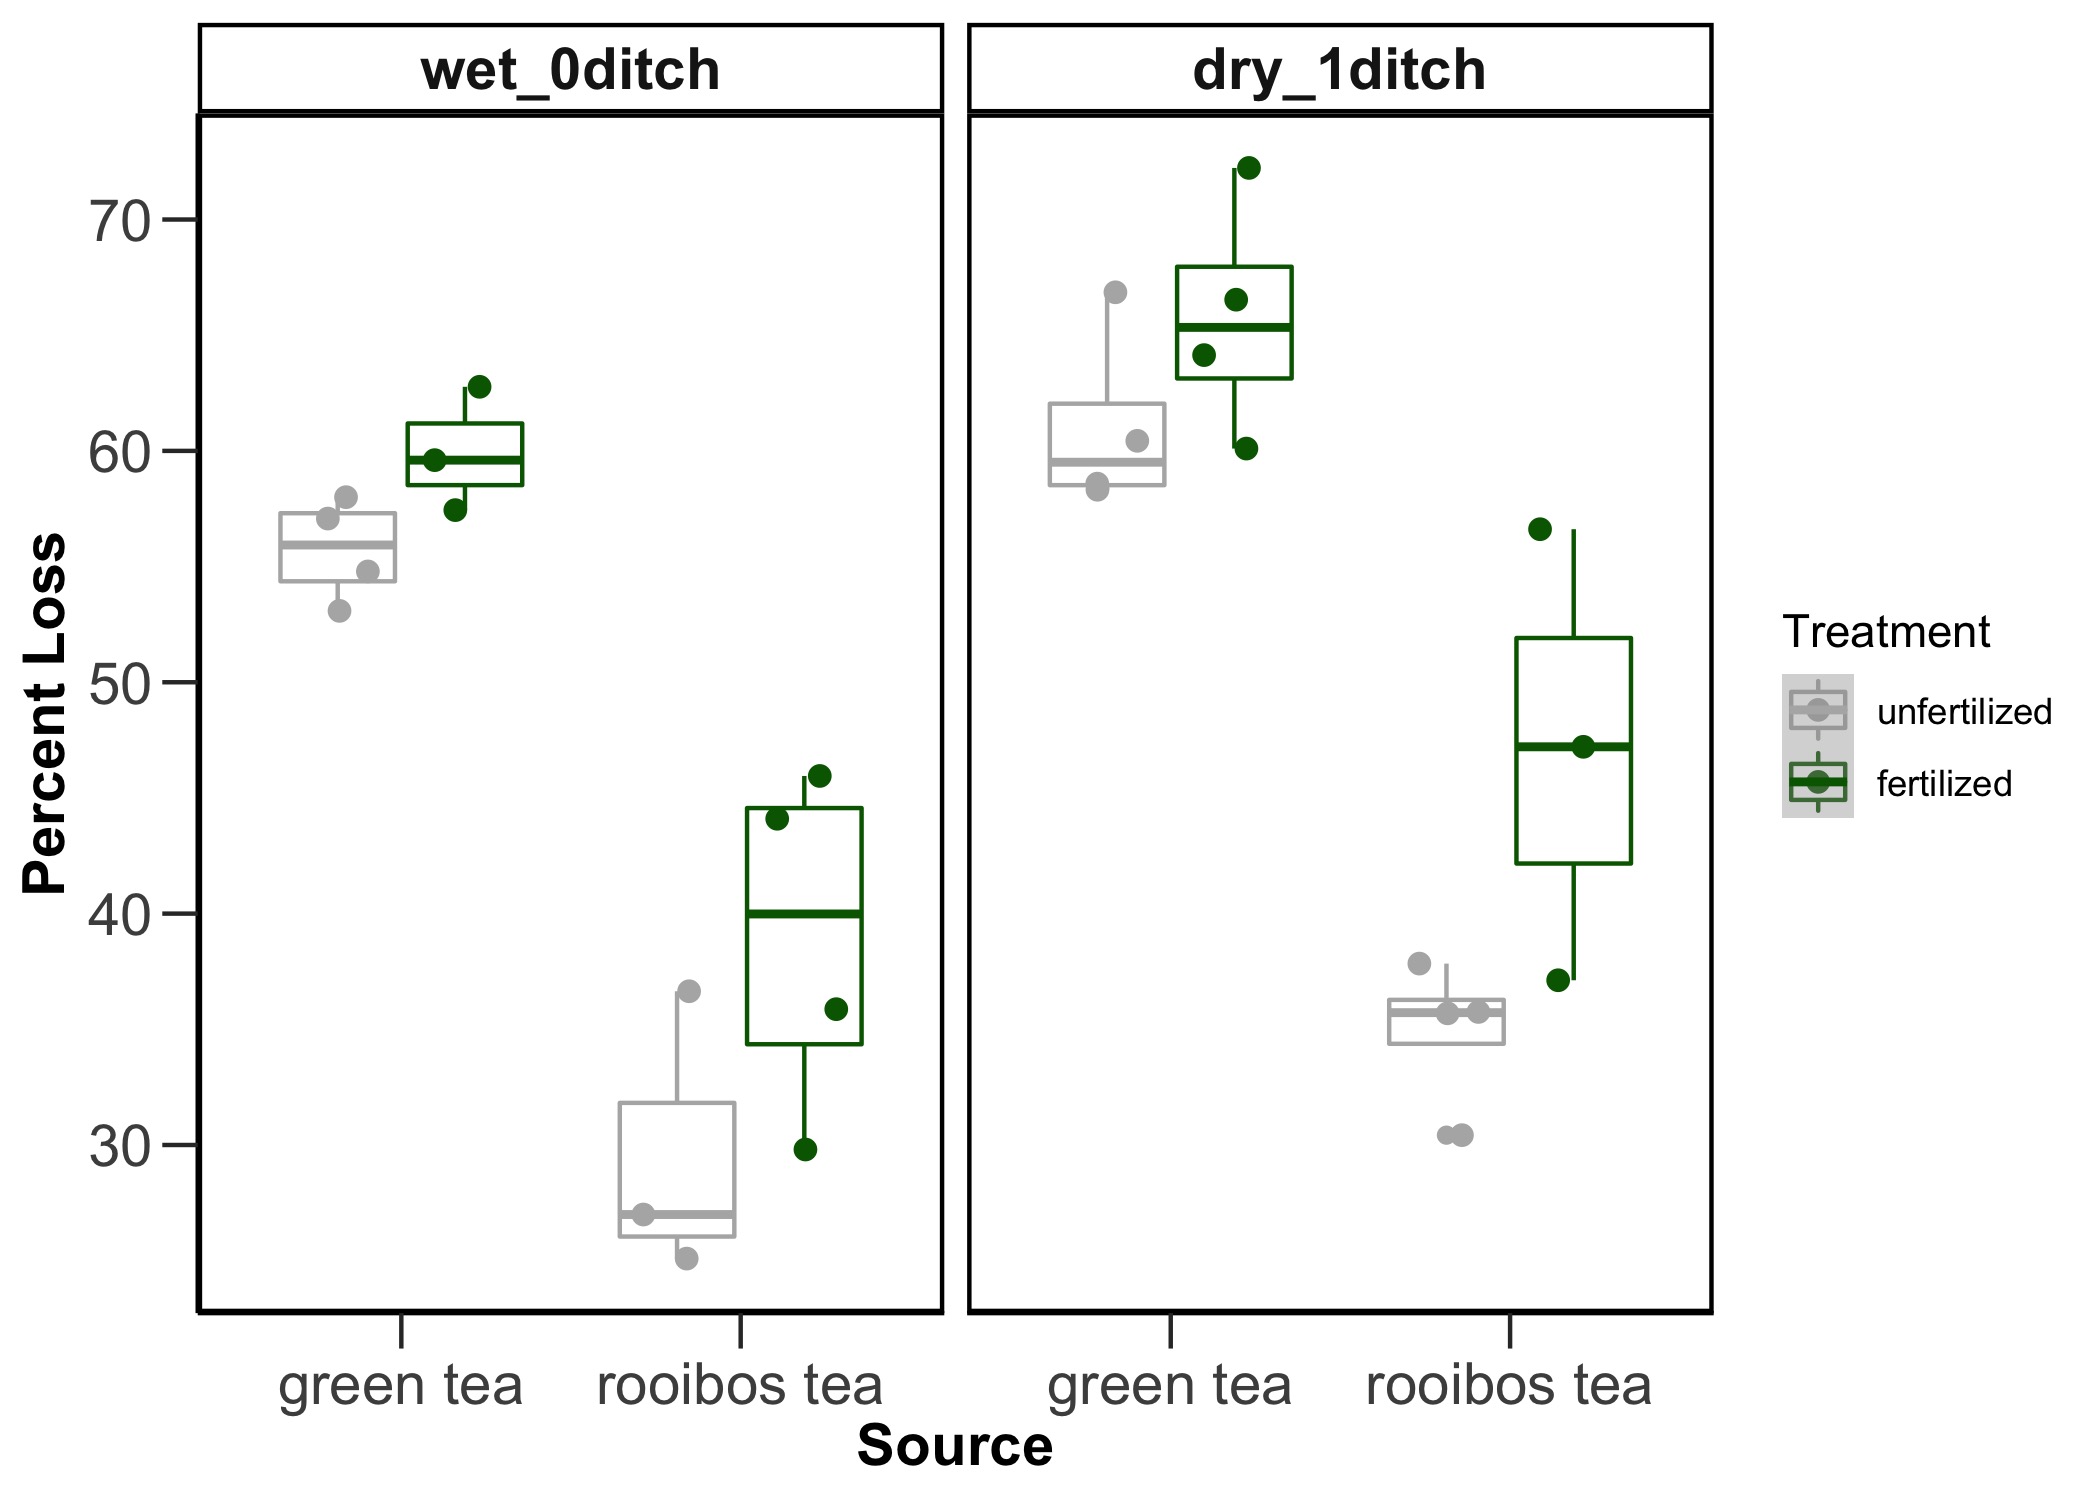 wet_0ditch
dry_1ditch
70
60
50
40
30
Percent Loss
green tea
rooibos tea
green tea
rooibos tea
Source
Treatment
unfertilized
fertilized